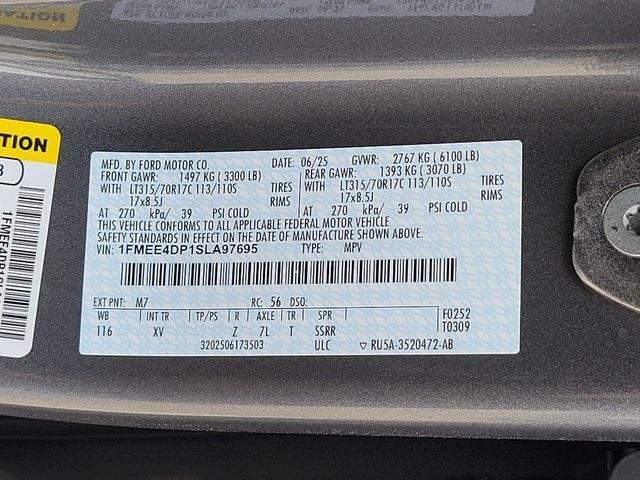 MFG. BY FORD MOTOR CO. DATE: 06/25 GVWR: 2767 KG (6100 LB)
FRONT GAWR: 1497 KG (3300 LB) REAR GAWR: 1393 KG (3070 LB)
WITH LT315/70R17C 113/110S TIRES WITH LT315/70R17C 113/110S TIRES
17x8.5J RIMS 17x8.5J RIMS
AT 270 kPa/ 39 PSI COLD AT 270 kPa/ 39 PSI COLD
THIS VEHICLE CONFORMS TO ALL APPLICABLE FEDERAL MOTOR VEHICLE
SAFETY STANDARDS IN EFFECT ON THE DATE OF MANUFACTURE SHOWN ABOVE.
VIN: 1FMEE4DP1SLA97695 TYPE: MPV
EXT PNT: M7 RC: 56 DSO: F0252
WB INT TR TP/PS R AXLE TR SPR T0309
116 XV Z 7L T SSRR
3202506173503 ULC ▽ RU5A-3520472-AB